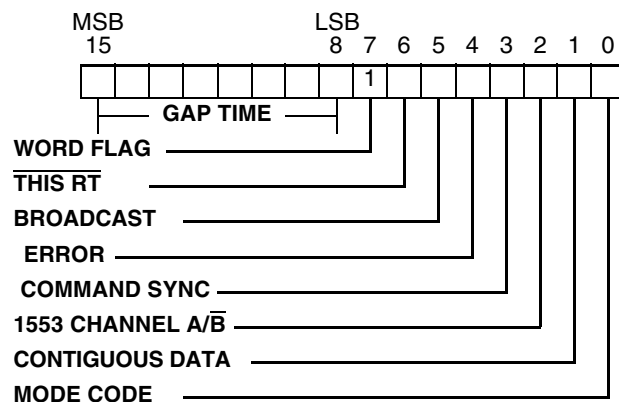 MSB LSB
15 8 7 6 5 4 3 2 1 0
1
GAP TIME
WORD FLAG
THIS RT
BROADCAST
ERROR
COMMAND SYNC
1553 CHANNEL A/B̅
CONTIGUOUS DATA
MODE CODE